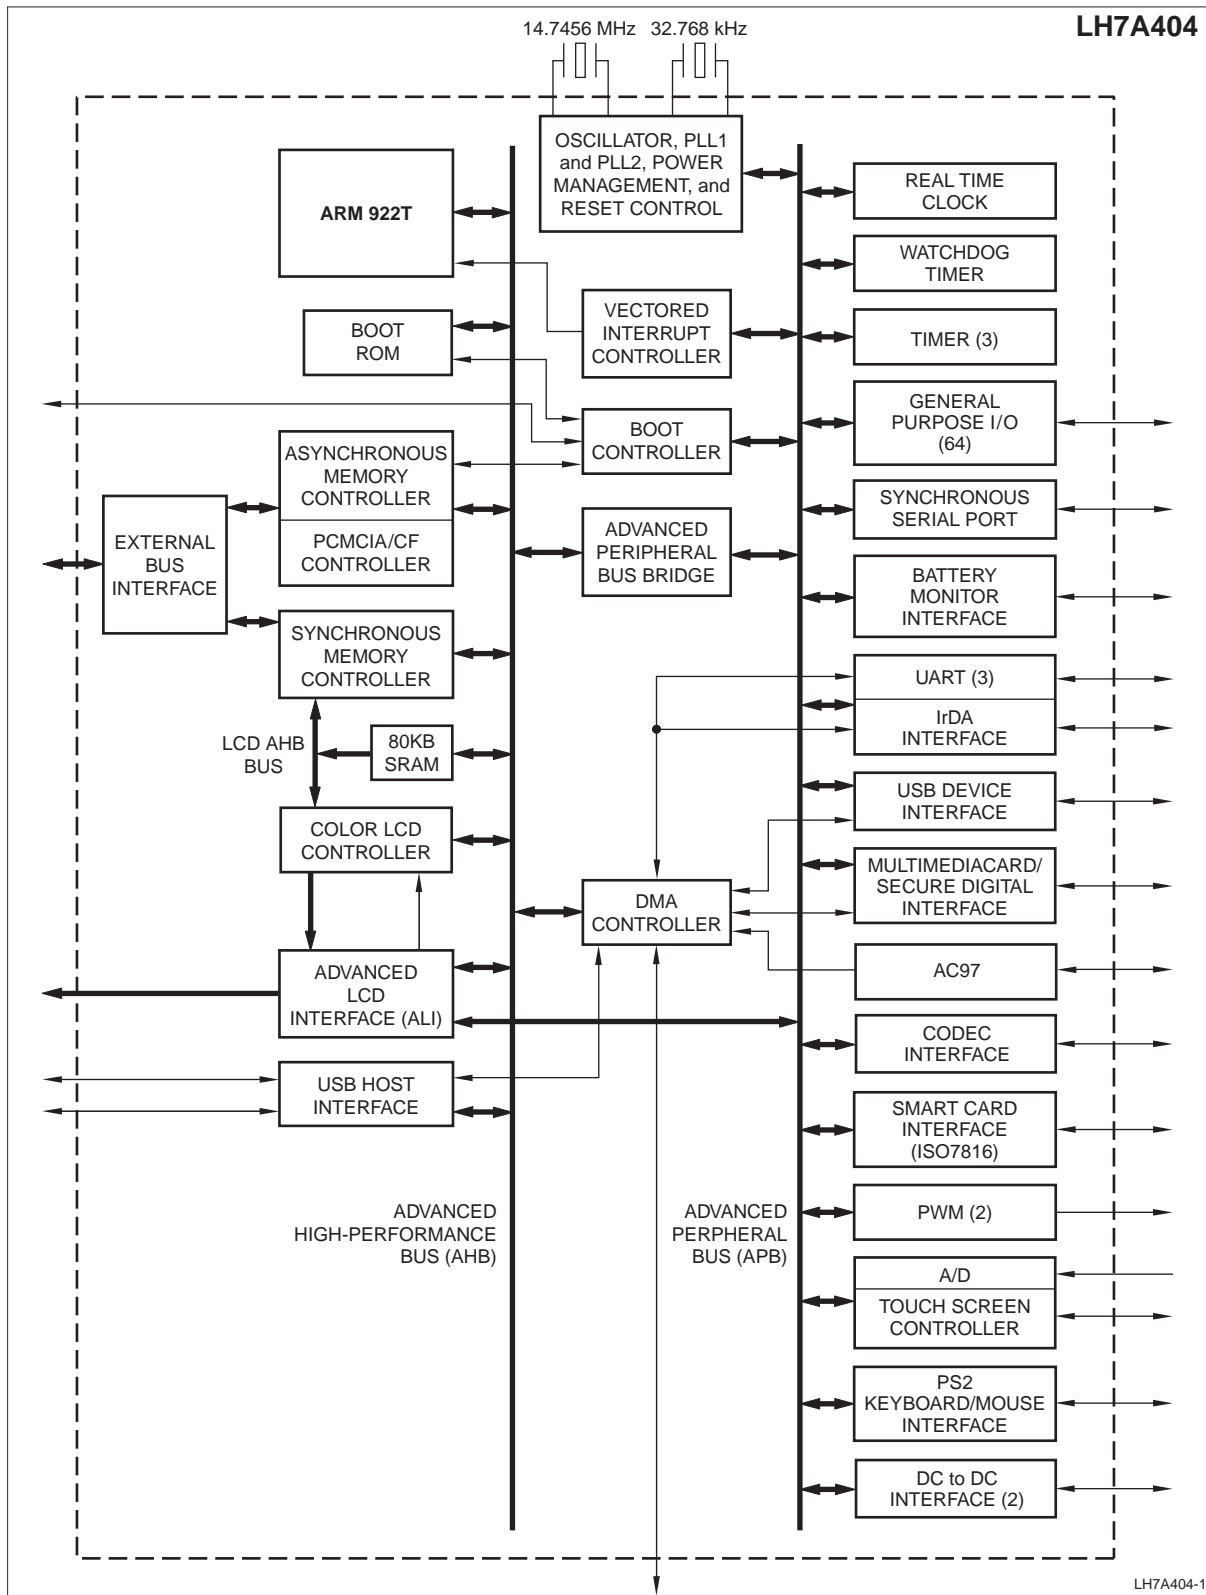 LH7A404
14.7456 MHz
32.768 kHz
OSCILLATOR, PLL1
and PLL2, POWER
MANAGEMENT, and
RESET CONTROL
ARM 922T
BOOT
ROM
VECTORED
INTERRUPT
CONTROLLER
BOOT
CONTROLLER
ASYNCHRONOUS
MEMORY
CONTROLLER
PCMCIA/CF
CONTROLLER
EXTERNAL
BUS
INTERFACE
ADVANCED
PERIPHERAL
BUS BRIDGE
SYNCHRONOUS
MEMORY
CONTROLLER
LCD AHB
BUS
80KB
SRAM
COLOR LCD
CONTROLLER
DMA
CONTROLLER
ADVANCED
LCD
INTERFACE (ALI)
USB HOST
INTERFACE
ADVANCED
HIGH-PERFORMANCE
BUS (AHB)
ADVANCED
PERPHERAL
BUS (APB)
REAL TIME
CLOCK
WATCHDOG
TIMER
TIMER (3)
GENERAL
PURPOSE I/O
(64)
SYNCHRONOUS
SERIAL PORT
BATTERY
MONITOR
INTERFACE
UART (3)
IrDA
INTERFACE
USB DEVICE
INTERFACE
MULTIMEDIACARD/
SECURE DIGITAL
INTERFACE
AC97
CODEC
INTERFACE
SMART CARD
INTERFACE
(ISO7816)
PWM (2)
A/D
TOUCH SCREEN
CONTROLLER
PS2
KEYBOARD/MOUSE
INTERFACE
DC to DC
INTERFACE (2)
LH7A404-1